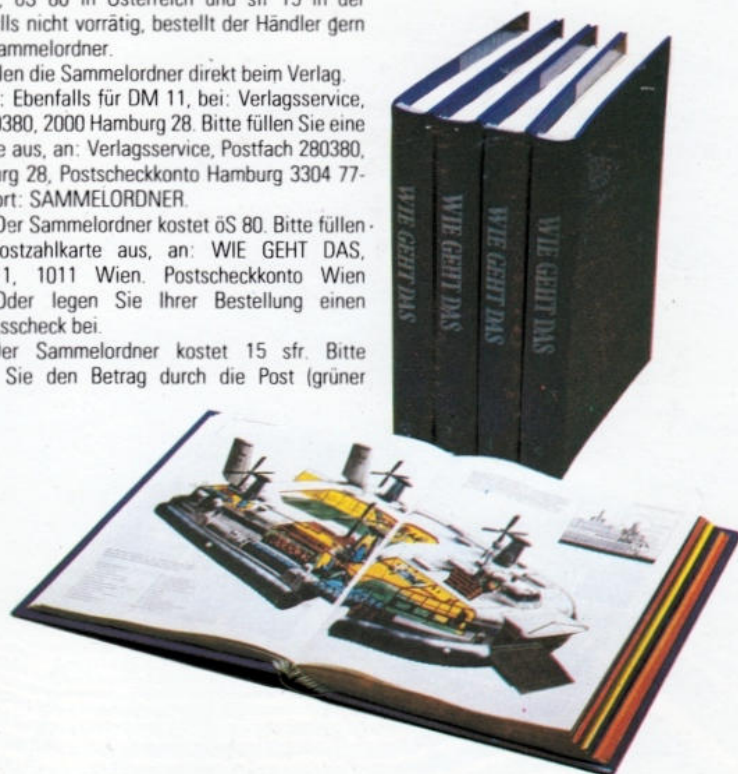 öS 80 in Österreich und sfr 15 in der
lls nicht vorrätig, bestellt der Händler gern
ammelordner.
len die Sammelordner direkt beim Verlag.
: Ebenfalls für DM 11, bei: Verlagsservice,
0380, 2000 Hamburg 28. Bitte füllen Sie eine
e aus, an: Verlagsservice, Postfach 280380,
rg 28, Postscheckkonto Hamburg 3304 77-
ort: SAMMELORDNER.
Der Sammelordner kostet öS 80. Bitte füllen
ostzahlkarte aus, an: WIE GEHT DAS,
1, 1011 Wien. Postscheckkonto Wien
Oder legen Sie Ihrer Bestellung einen
sscheck bei.
er Sammelordner kostet 15 sfr. Bitte
Sie den Betrag durch die Post (grüner
WIE GEHT DAS
WIE GEHT DAS
WIE GEHT DAS
WIE GEHT DAS